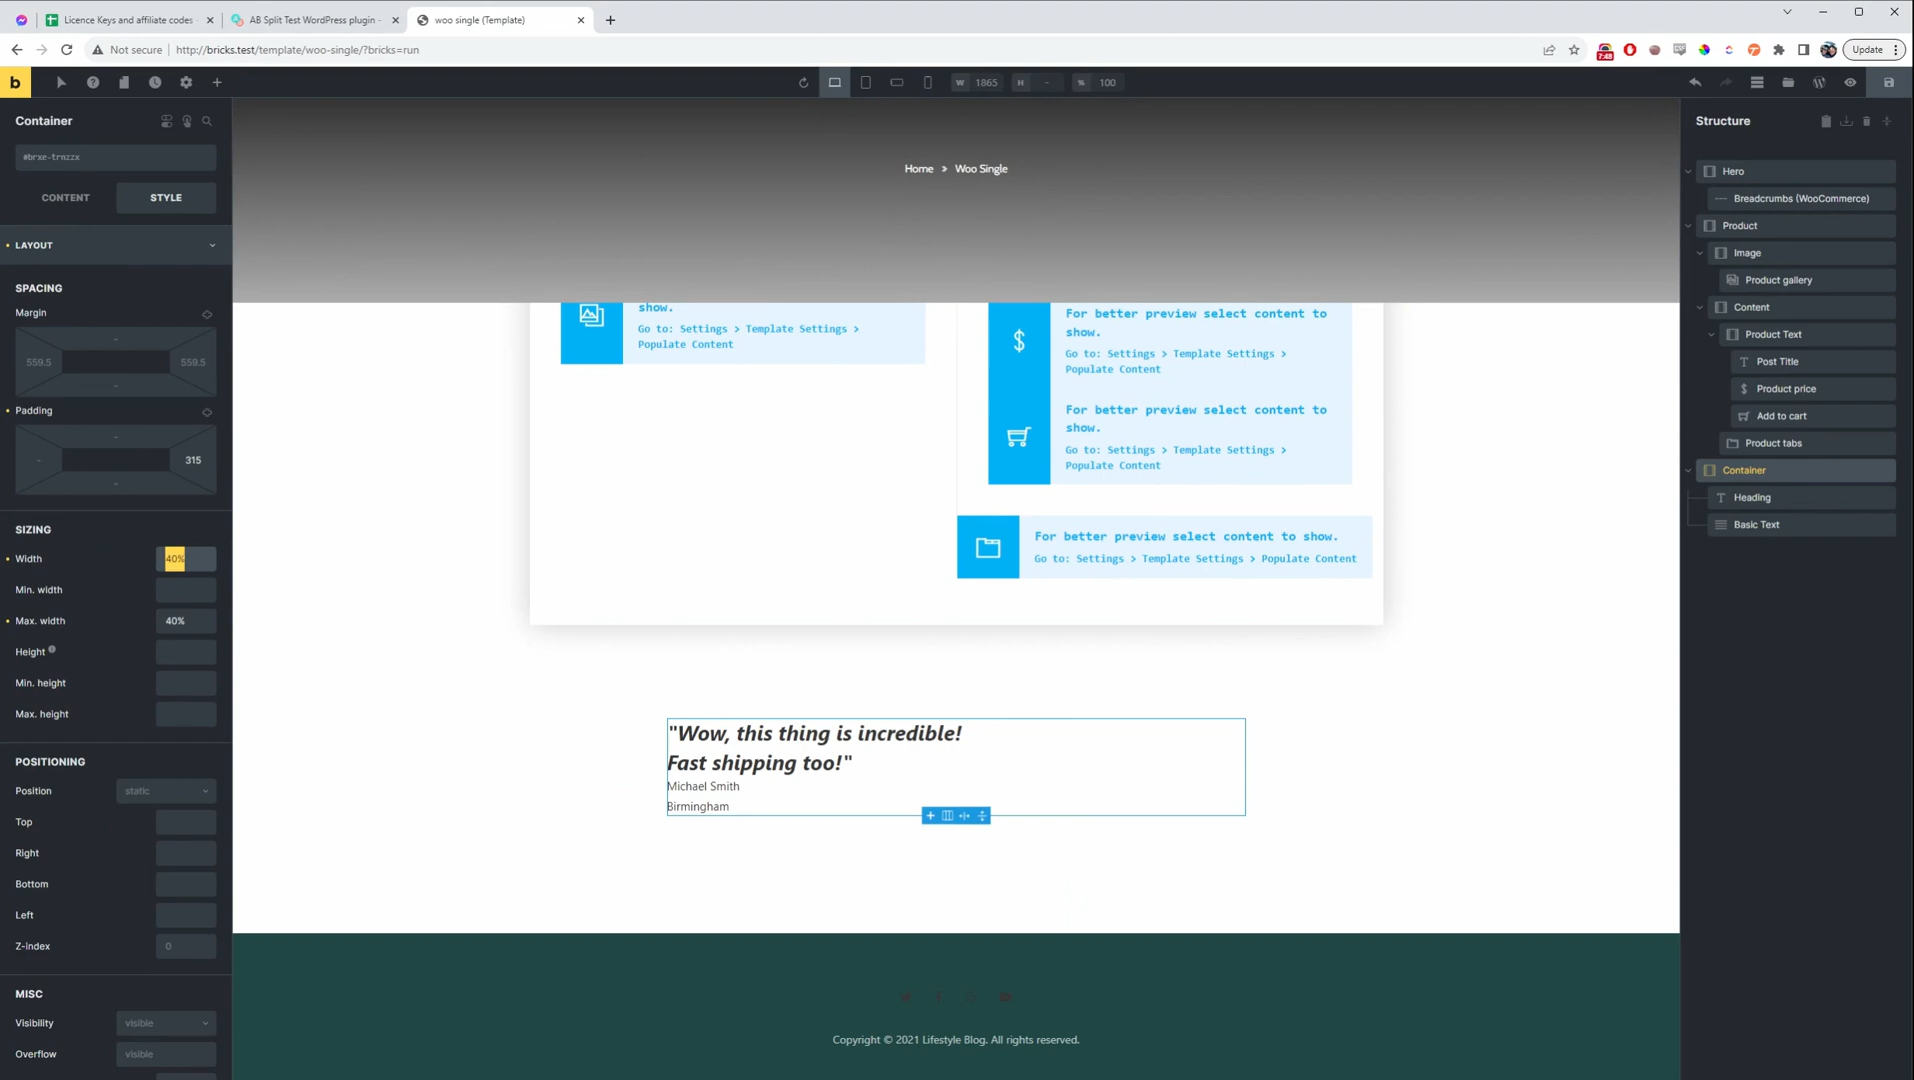 Licence Keys and affiliate codes -
AB Split Test WordPress plugin -
woo single (Template)
Not secure
http://bricks.test/template/woo-single/?bricks=run
7:48
Update
b
W 1865 H - % 100
Container
#brxe-trnzzx
CONTENT
STYLE
LAYOUT
SPACING
Margin
559.5
559.5
Padding
315
SIZING
Width
40%
Min. width
Max. width
40%
Height
Min. height
Max. height
POSITIONING
Position
static
Top
Right
Bottom
Left
Z-index
0
MISC
Visibility
visible
Overflow
visible
Home » Woo Single
show.
Go to: Settings > Template Settings >
Populate Content
For better preview select content to
show.
Go to: Settings > Template Settings >
Populate Content
For better preview select content to
show.
Go to: Settings > Template Settings >
Populate Content
For better preview select content to show.
Go to: Settings > Template Settings > Populate Content
"Wow, this thing is incredible!
Fast shipping too!"
Michael Smith
Birmingham
Copyright © 2021 Lifestyle Blog. All rights reserved.
Structure
Hero
Breadcrumbs (WooCommerce)
Product
Image
Product gallery
Content
Product Text
Post Title
Product price
Add to cart
Product tabs
Container
Heading
Basic Text